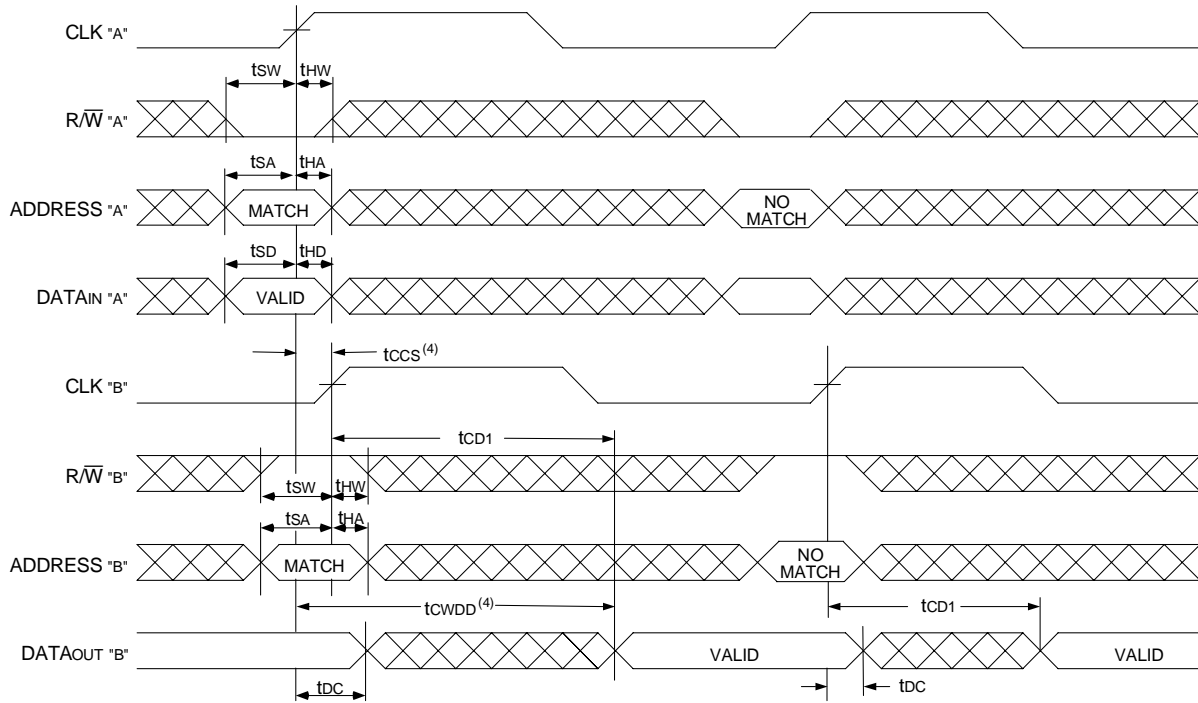 CLK "A"
tSW tHW
R/W̅ "A"
tSA tHA
ADDRESS "A" MATCH NO MATCH
tSD tHD
DATAIN "A" VALID
tCCS(4)
CLK "B"
tCD1
R/W̅ "B"
tSW tHW
tSA tHA
ADDRESS "B" MATCH NO MATCH
tCWDD(4) tCD1
DATAOUT "B" VALID VALID
tDC tDC